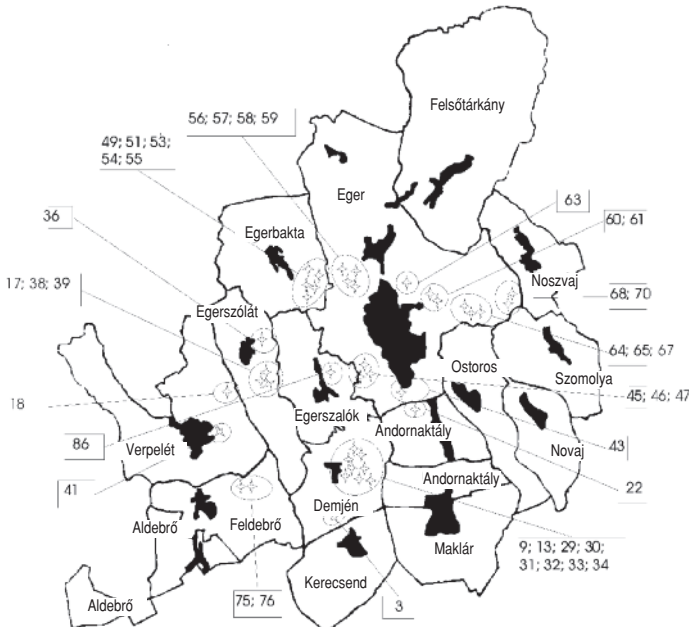 Felsőtárkány
56; 57; 58; 59
49; 51; 53;
54; 55
Eger
63
36
60; 61
Egerbakta
Noszvaj
17; 38; 39
68; 70
Egerszólát
64; 65; 67
Ostoros
Szomolya
18
45; 46; 47
Egerszalók
86
Andornaktály
43
Verpelét
Novaj
41
22
Andornaktály
Demjén
Aldebrő
Feldebrő
Maklár
9; 13; 29; 30;
31; 32; 33; 34
Kerecsend
Aldebrő
75; 76
3